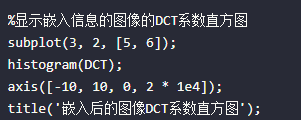 %显示嵌入信息的图像的DCT系数直方图
subplot(3, 2, [5, 6]);
histogram(DCT);
axis([-10, 10, 0, 2 * 1e4]);
title('嵌入后的图像DCT系数直方图');